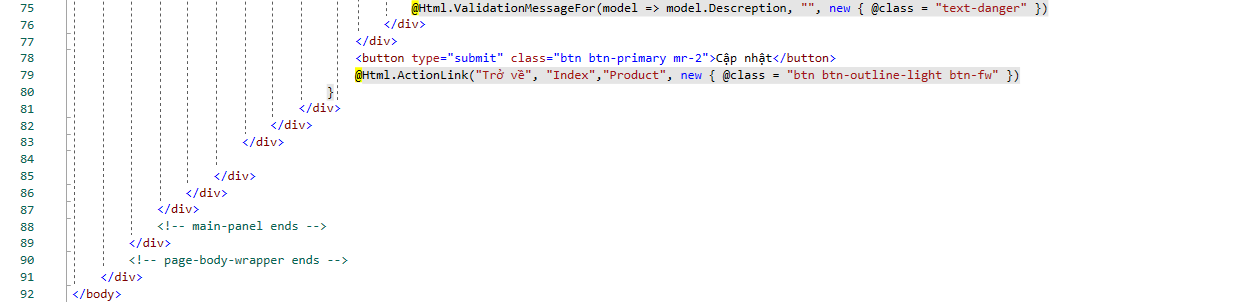 75 @Html.ValidationMessageFor(model => model.Descreption, "", new { @class = "text-danger" })
76 </div>
77 </div>
78 <button type="submit" class="btn btn-primary mr-2">Cập nhật</button>
79 @Html.ActionLink("Trở về", "Index","Product", new { @class = "btn btn-outline-light btn-fw" })
80 }
81 </div>
82 </div>
83 </div>
84
85 </div>
86 </div>
87 </div>
88 <!-- main-panel ends -->
89 </div>
90 <!-- page-body-wrapper ends -->
91 </div>
92 </body>